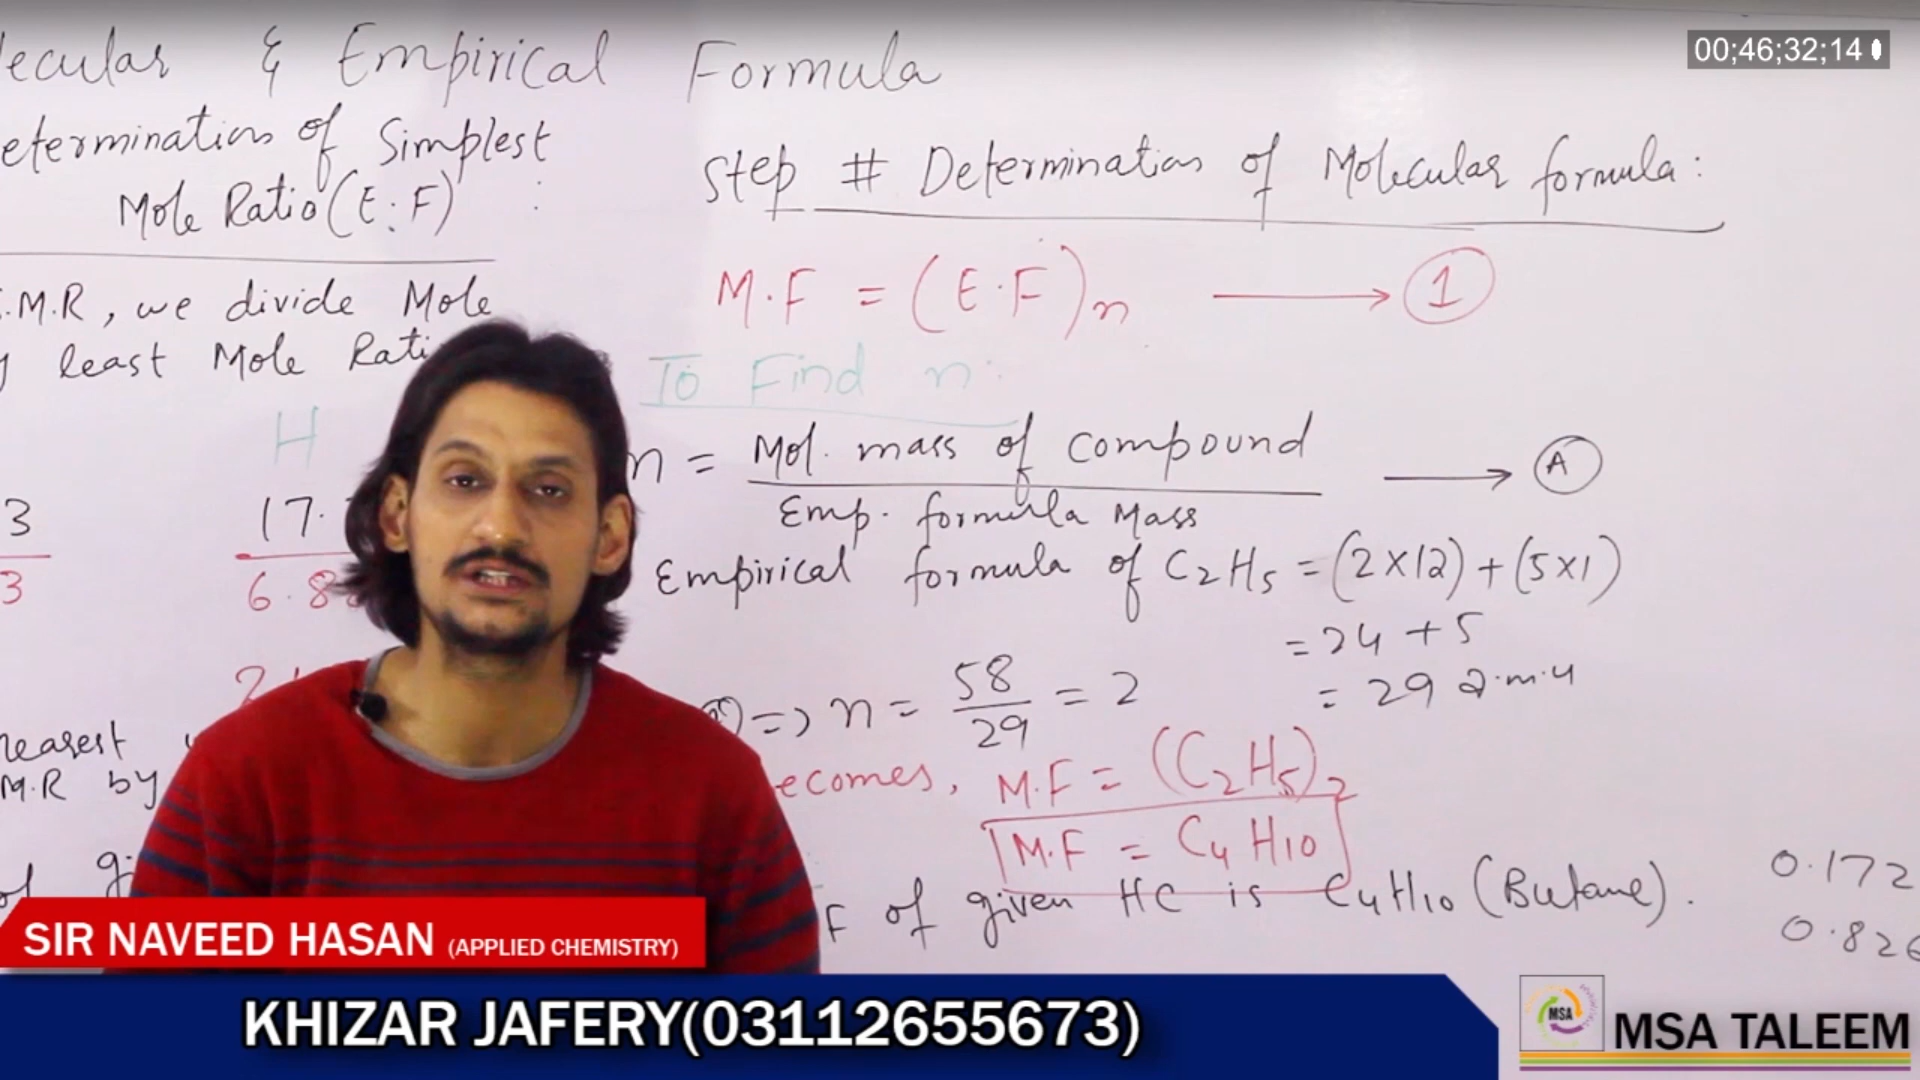 00;46;32;14
lecular & Empirical Formula
etermination of Simplest
Mole Ratio (E.F) :
.M.R, we divide Mole
least Mole Rati
H
3
3
17.
6.8
nearest
M.R by
of gi
Step # Determination of Molecular formula:
M.F = (E.F)n → 1
To Find n:
n = Mol. mass of compound → A
Emp. formula Mass
Empirical formula of C2H5 = (2×12) + (5×1)
= 24 + 5
= 29 a.m.u
=> n = 58 = 2
29
ecomes, M.F = (C2H5)2
M.F = C4H10
F of given HC is C4H10 (Butane).
0.172
0.826
SIR NAVEED HASAN (APPLIED CHEMISTRY)
KHIZAR JAFERY(03112655673)
MSA
MSA TALEEM